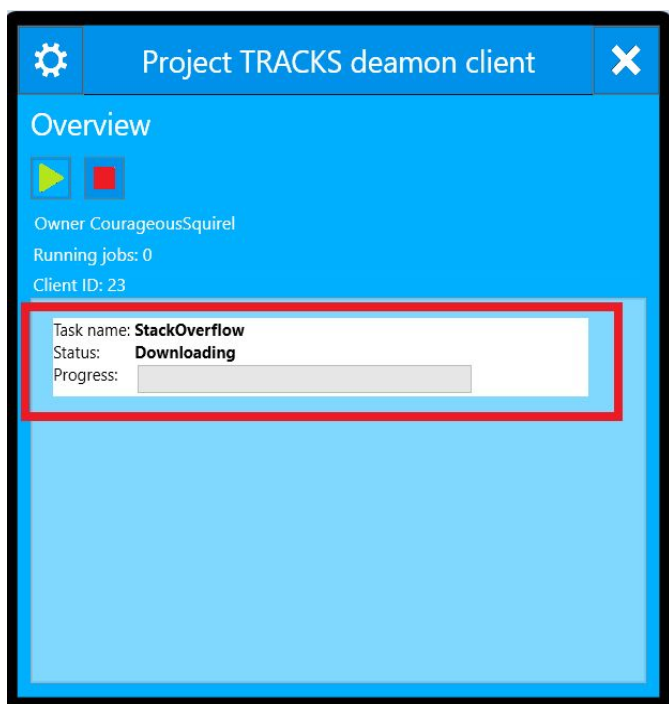 Project TRACKS deamon client
Overview
Owner CourageousSquirel
Running jobs: 0
Client ID: 23
Task name: StackOverflow
Status: Downloading
Progress: